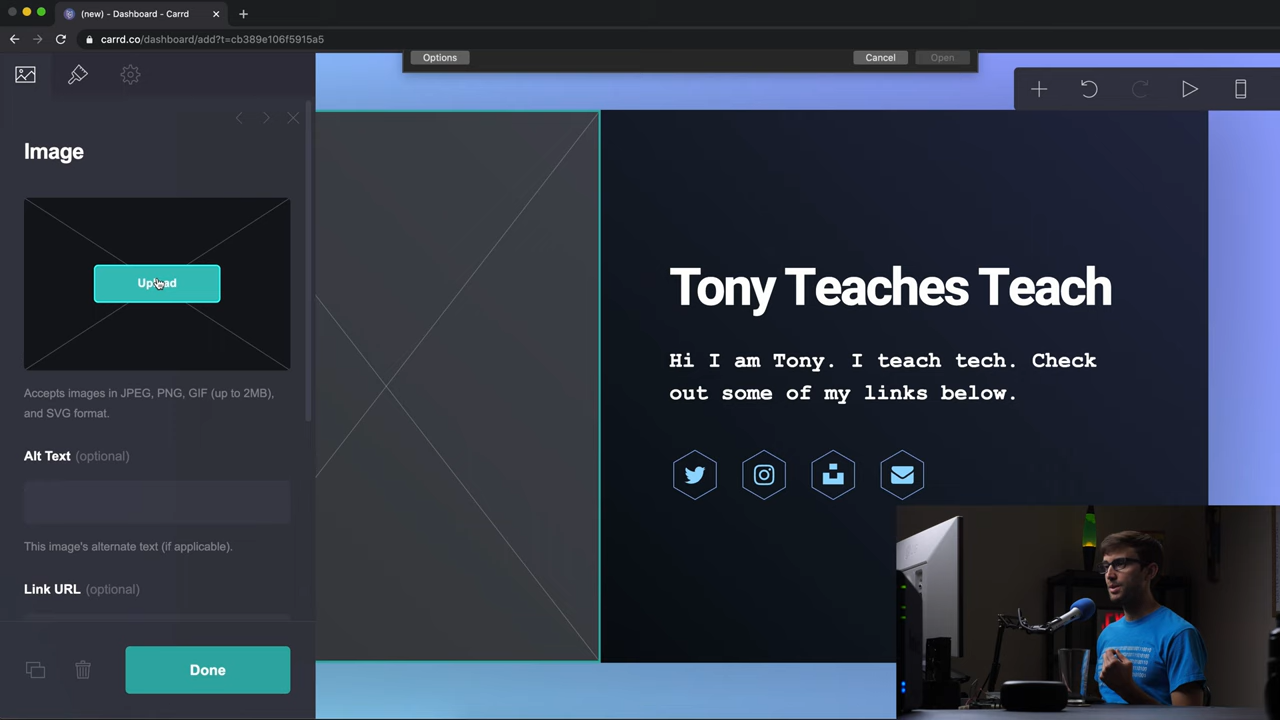 (new) - Dashboard - Carrd
carrd.co/dashboard/add?t=cb389e106f5915a5
Options
Cancel
Open
Image
Upload
Accepts images in JPEG, PNG, GIF (up to 2MB),
and SVG format.
Alt Text (optional)
This image's alternate text (if applicable).
Link URL (optional)
Done
Tony Teaches Teach
Hi I am Tony. I teach tech. Check
out some of my links below.